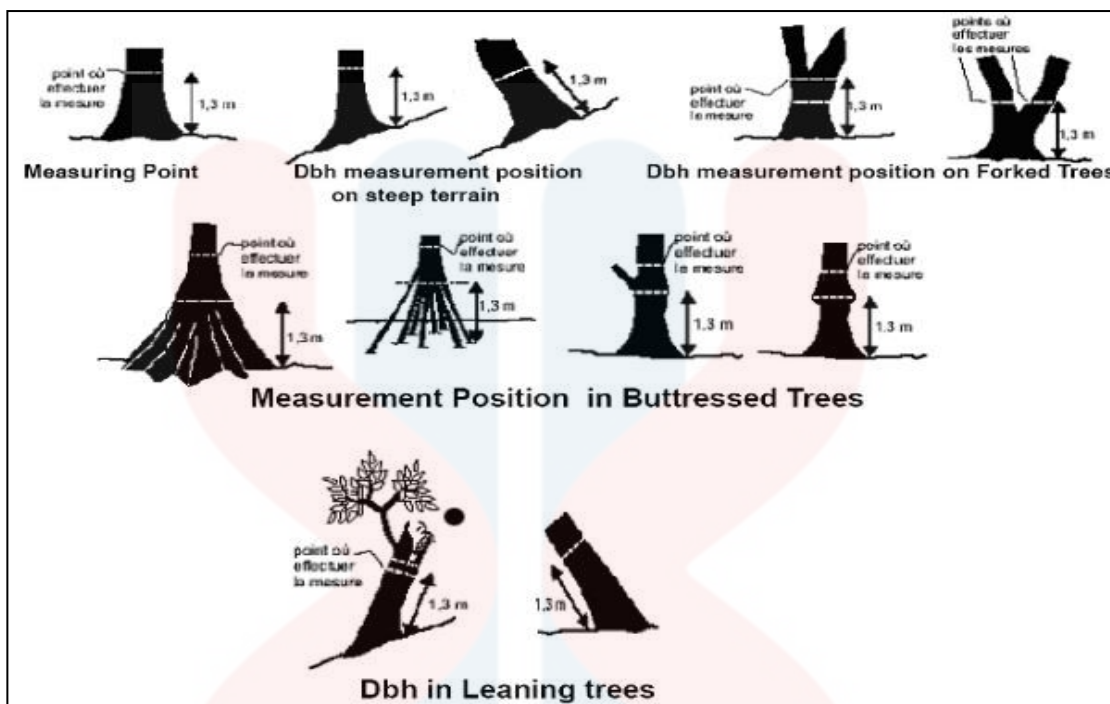 point où
effectuer
la mesure
1,3 m
1,3 m
1,3 m
point où
effectuer
la mesure
1,3 m
points où
effectuer
les mesures
1,3 m
Measuring Point
Dbh measurement position
on steep terrain
Dbh measurement position on Forked Trees
point où
effectuer
la mesure
1,3 m
point où
effectuer
la mesure
1,3 m
point où
effectuer
la mesure
1,3 m
point où
effectuer
la mesure
1,3 m
Measurement Position in Buttressed Trees
point où
effectuer
la mesure
1,3 m
1,3 m
Dbh in Leaning trees